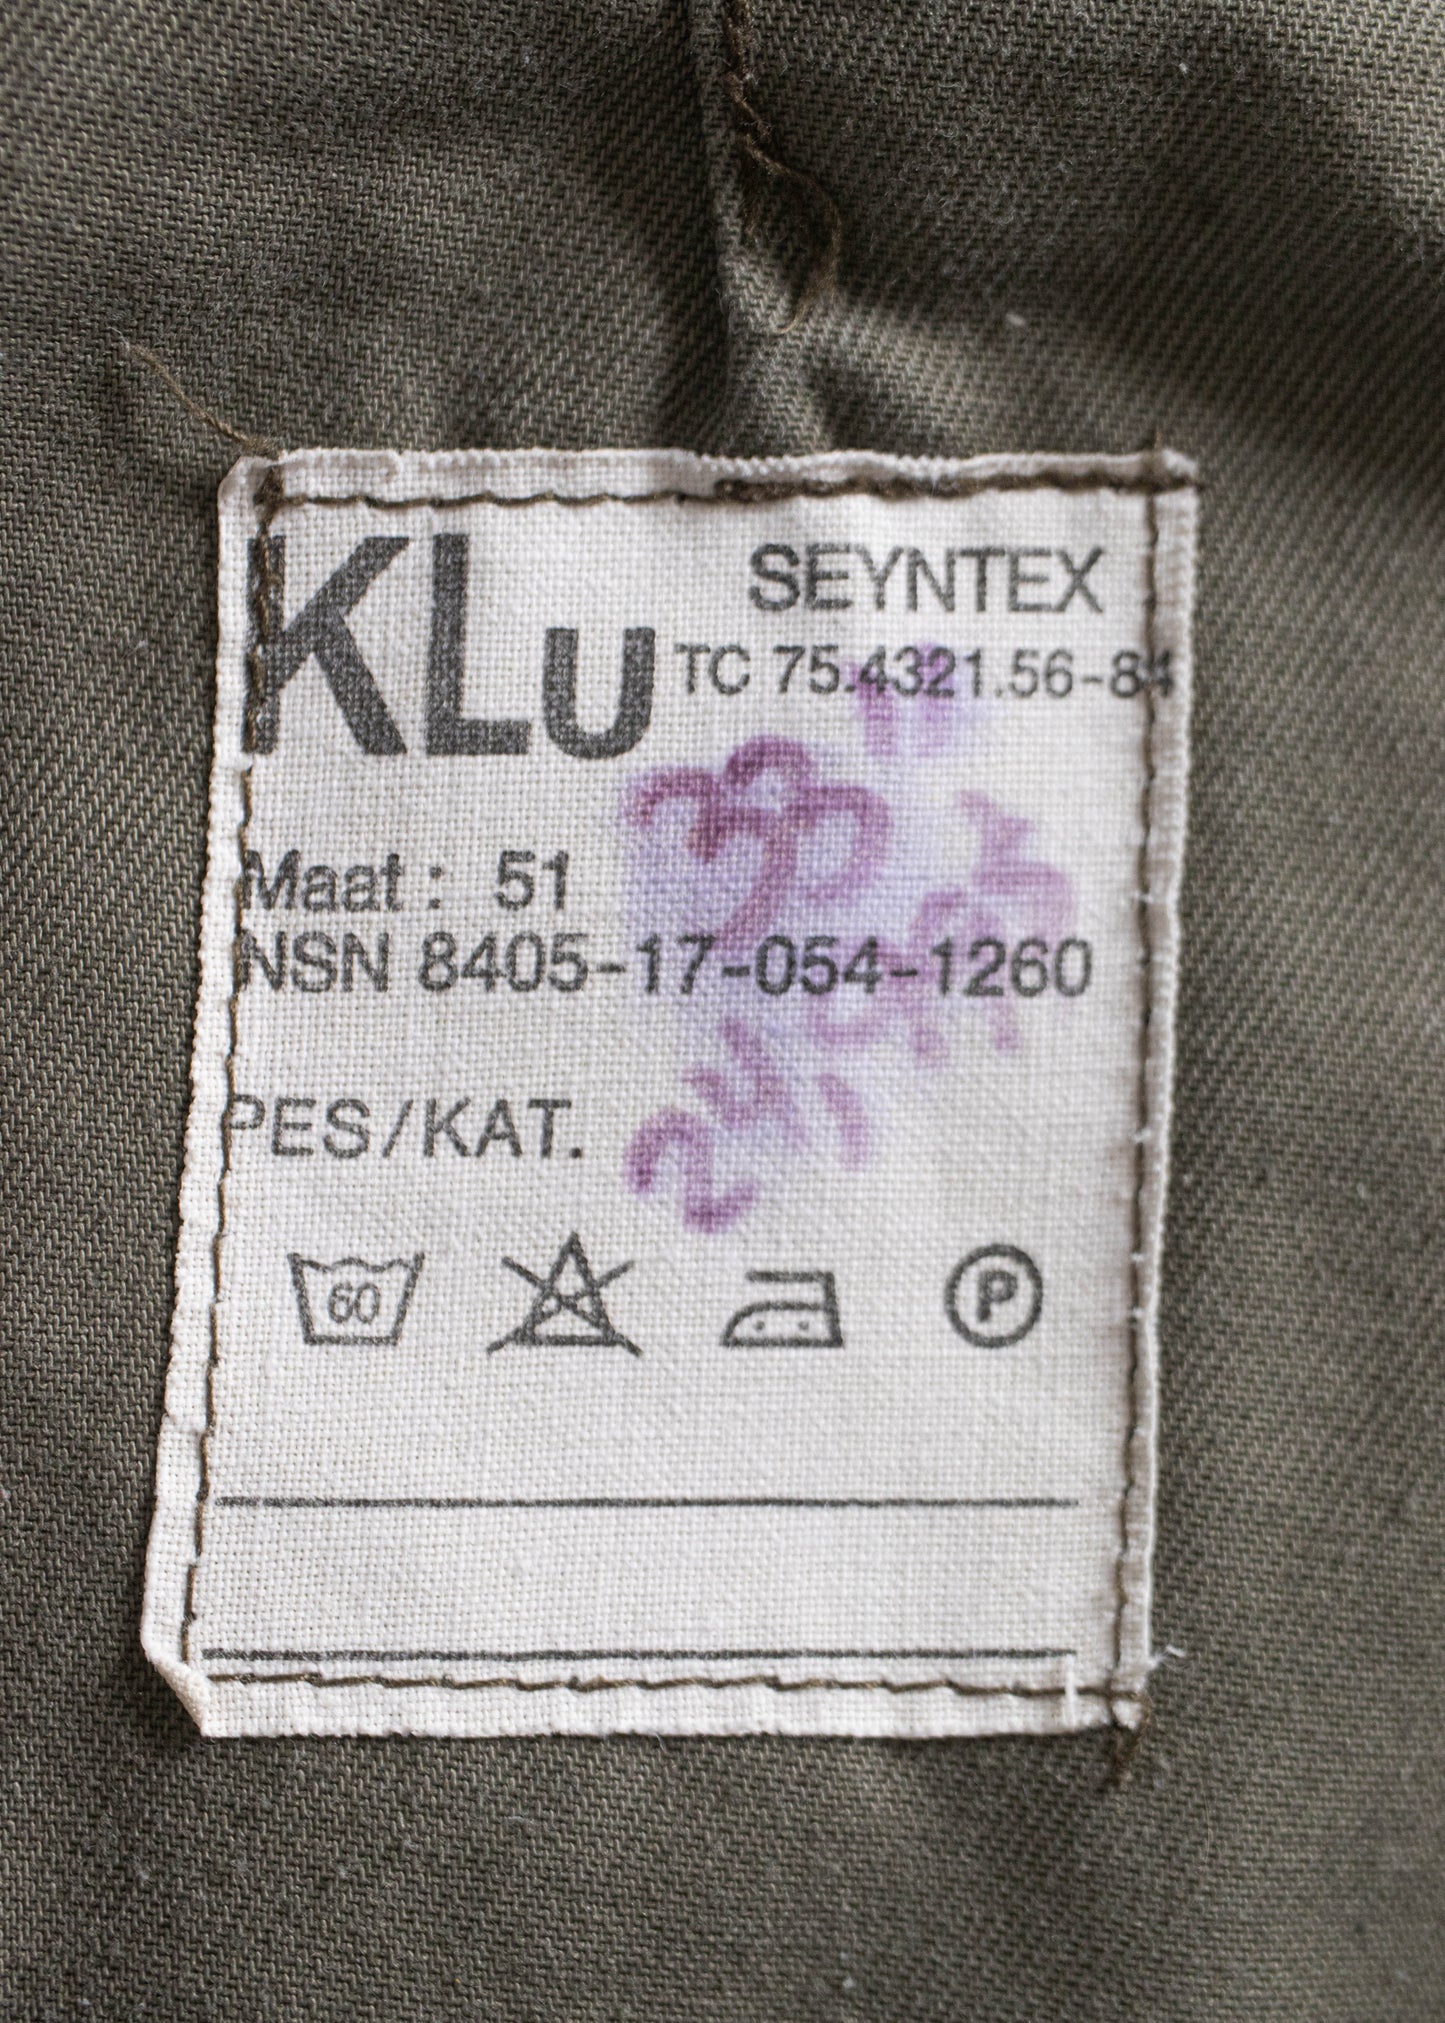 KLu
SEYNTEX
TC 75.4321.56-84
Maat: 51
NSN 8405-17-054-1260
PES/KAT.
60
P